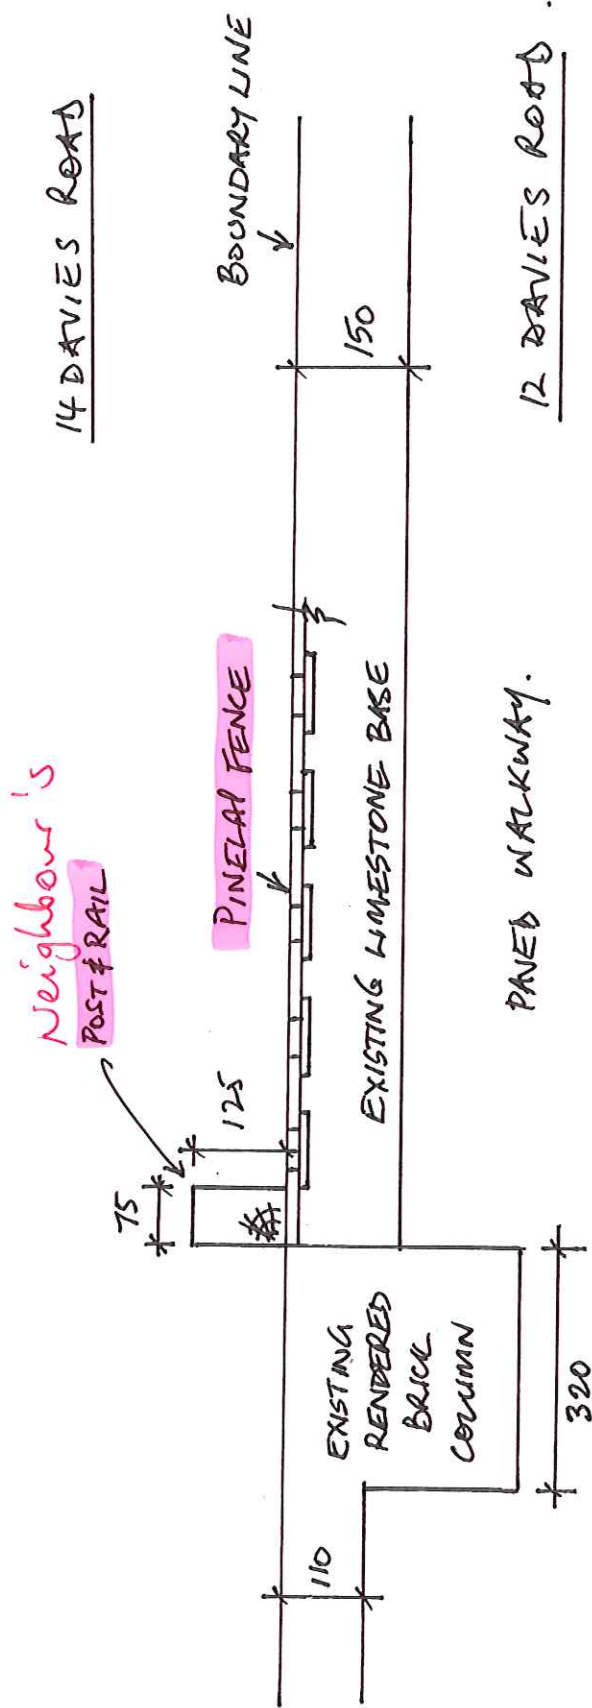 14 DAVIES ROAD
BOUNDARY LINE
Neighbour's
POST & RAIL
PINELAP FENCE
75
125
150
EXISTING LIMESTONE BASE
EXISTING
RENDERED
BRICK
COLUMN
110
320
PAVED WALKWAY.
12 DAVIES ROAD.